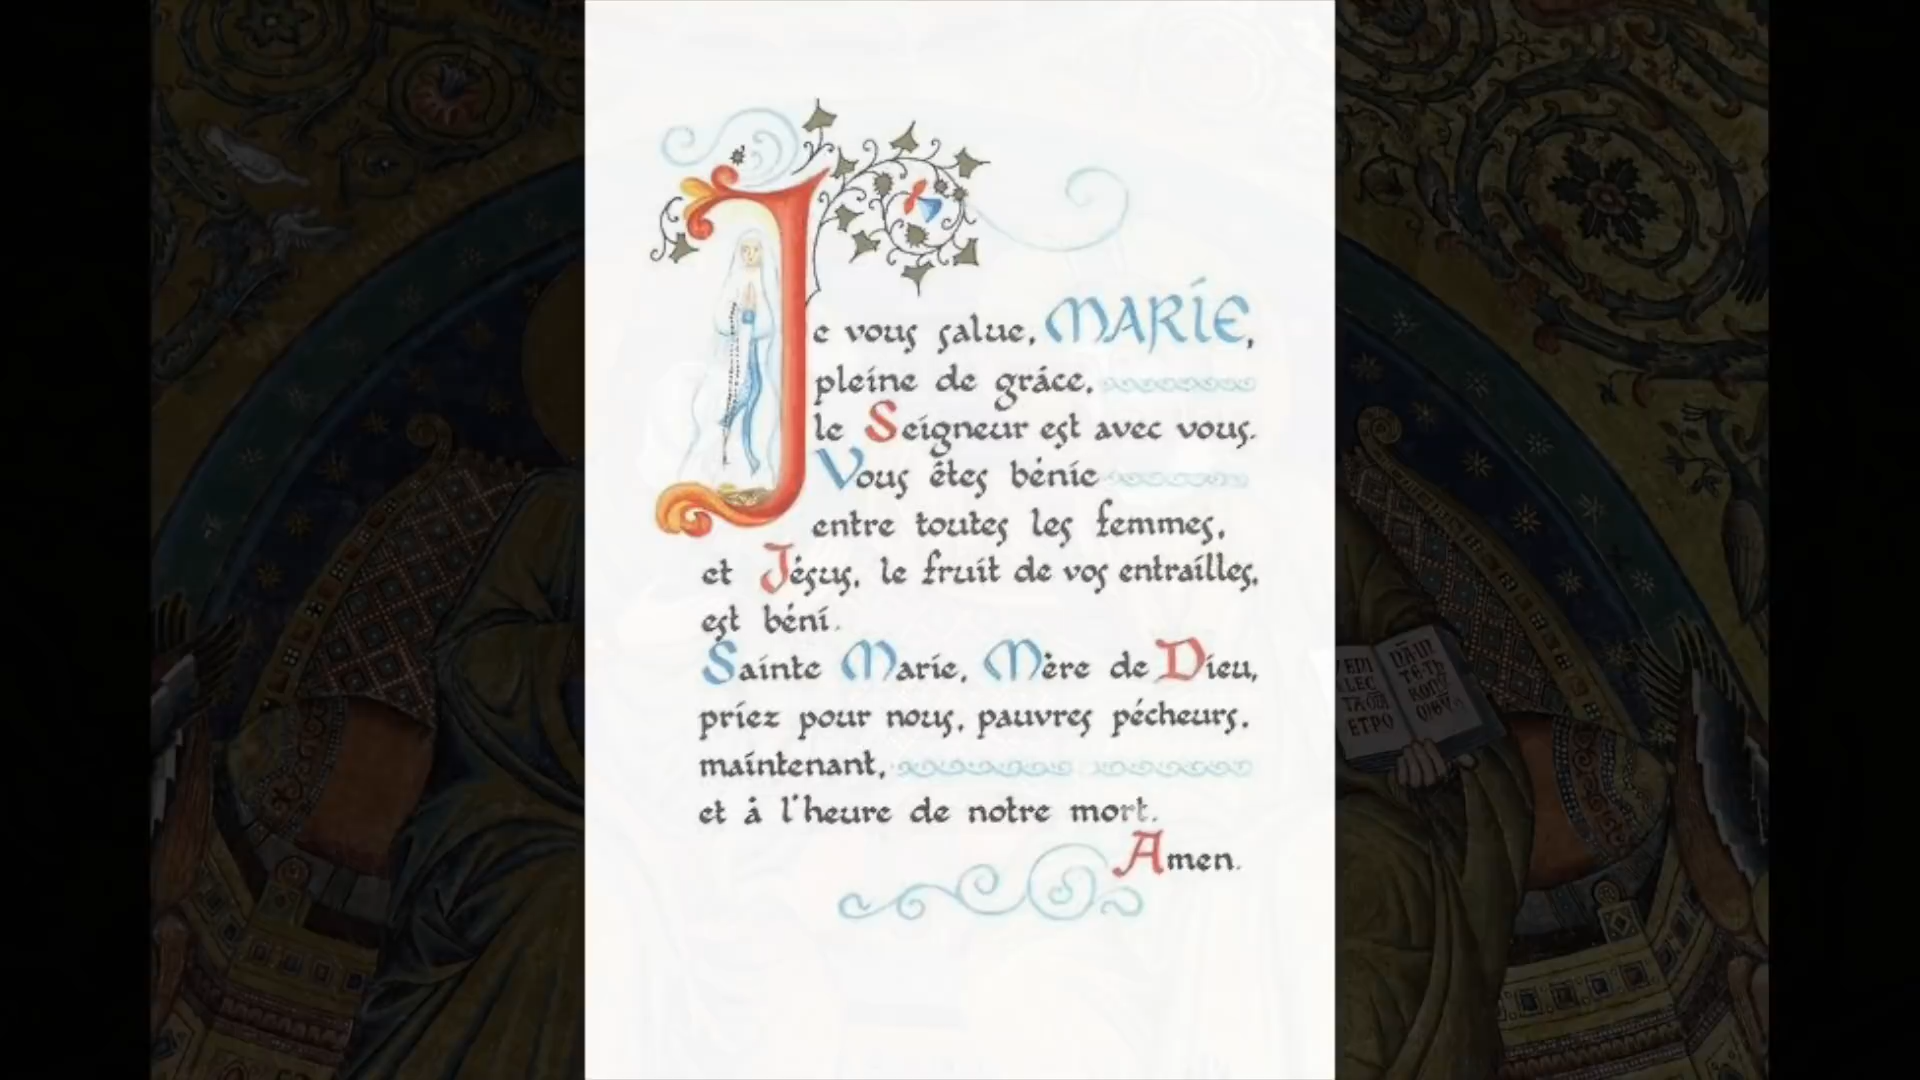 Je vous salue, MARIE,
pleine de grâce,
le Seigneur est avec vous.
Vous êtes bénie
entre toutes les femmes,
et Jésus, le fruit de vos entrailles,
est béni.
Sainte Marie, Mère de Dieu,
priez pour nous, pauvres pécheurs,
maintenant,
et à l'heure de notre mort.
Amen.